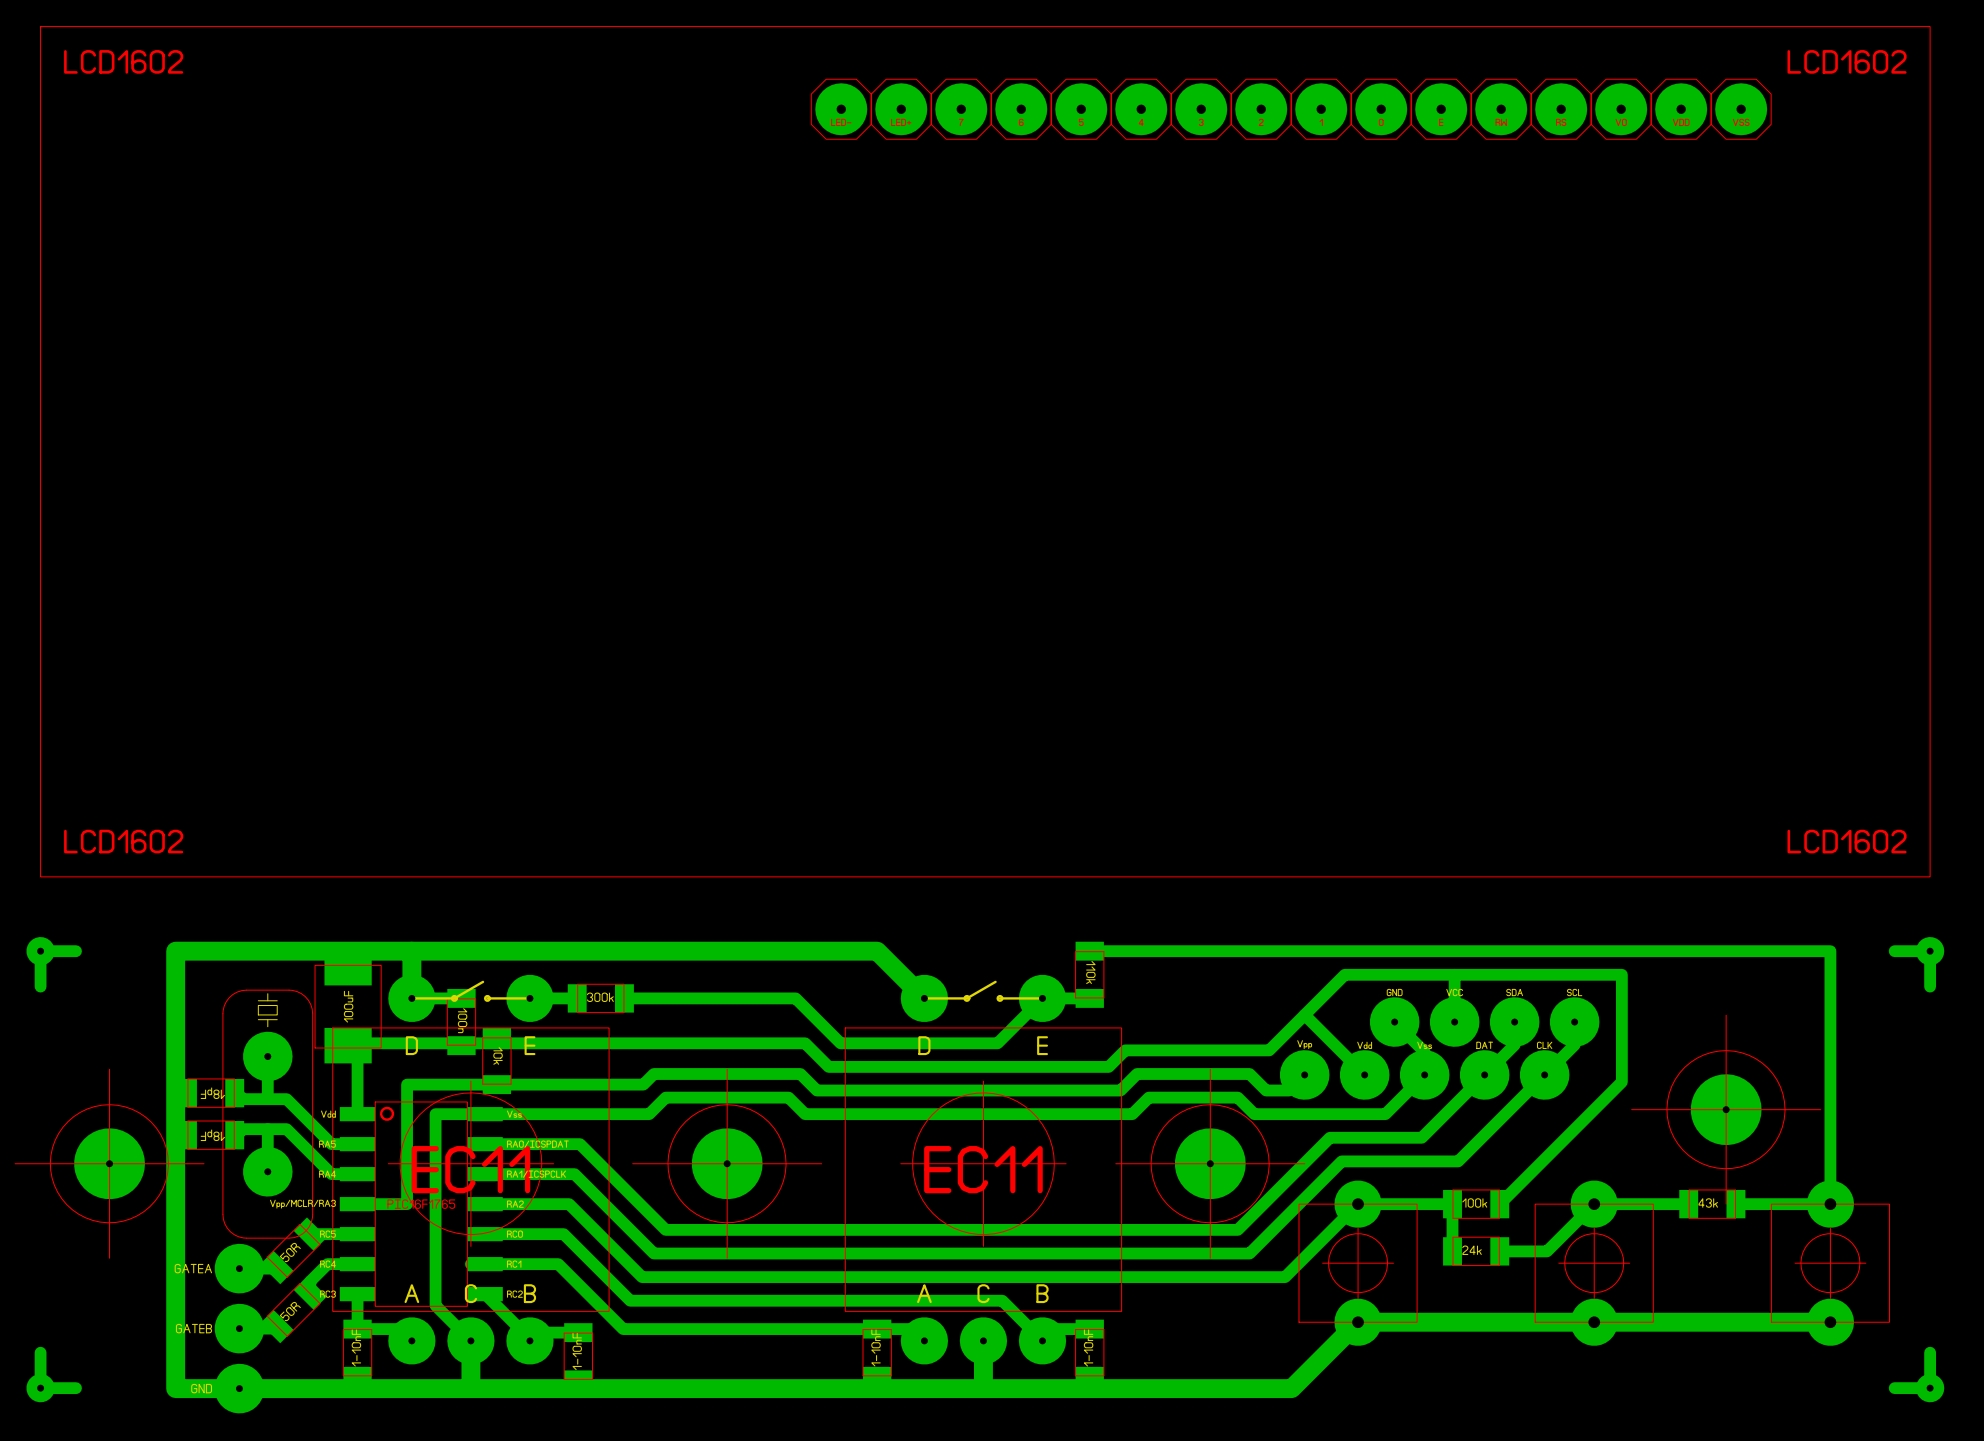 LCD1602 LCD1602
LED- LED+ 7 6 5 4 3 2 1 0 E RW RS VO VDD VSS
LCD1602 LCD1602
100uF
100n
300k
110k
GND VCC SDA SCL
D E D E
10k
Vpp Vdd Vss DAT CLK
18pF
18pF
Vdd Vss
RA5 RA0/ICSPDAT
RA4 RA1/ICSPCLK
EC11 EC11
Vpp/MCLR/RA3 PIC16F1765 RA2
100k 43k
RC5 RC0
50R
24k
GATEA RC4 RC1
RC3 RC2
A C B A C B
50R
GATEB
1-10nF 1-10nF 1-10nF 1-10nF
GND